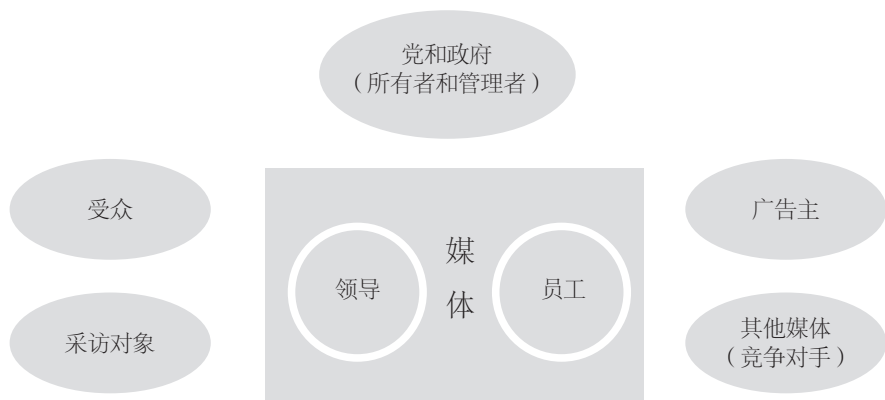 党和政府
（所有者和管理者）
受众
广告主
媒
体
领导
员工
采访对象
其他媒体
（竞争对手）